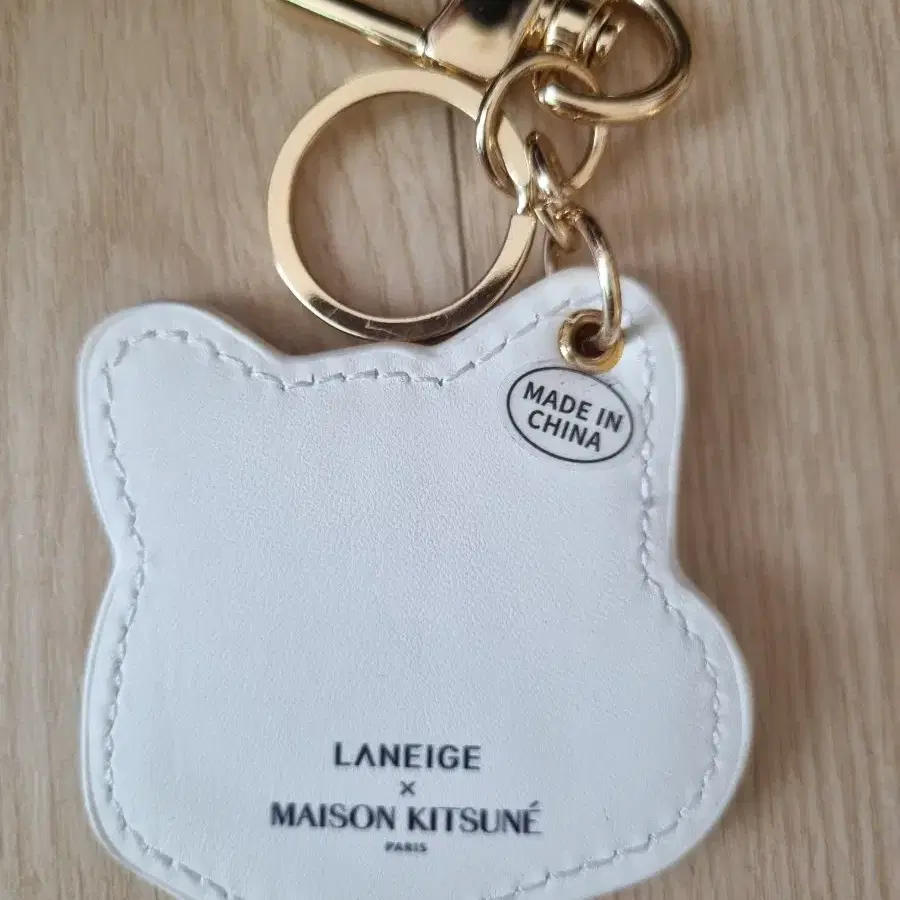 MADE IN
CHINA
LANEIGE
×
MAISON KITSUNÉ
PARIS